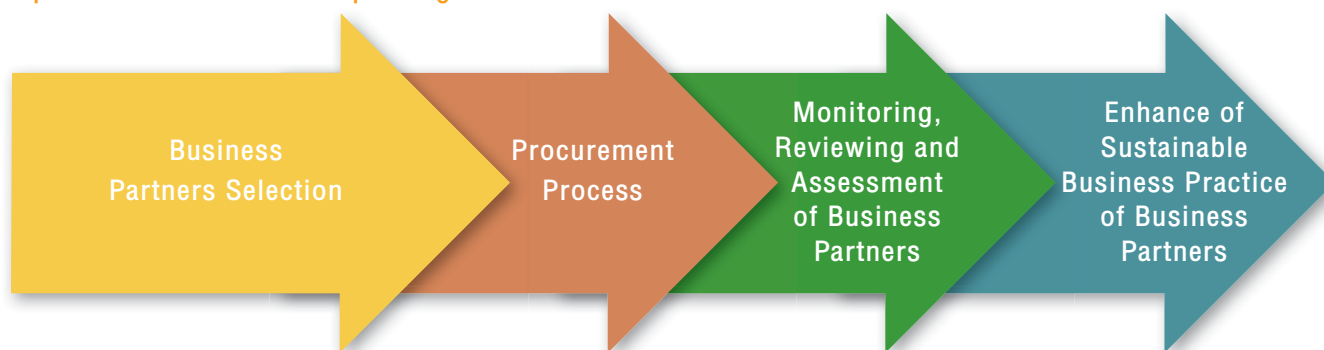 Business
Partners Selection
Procurement
Process
Monitoring,
Reviewing and
Assessment
of Business
Partners
Enhance of
Sustainable
Business Practice
of Business
Partners